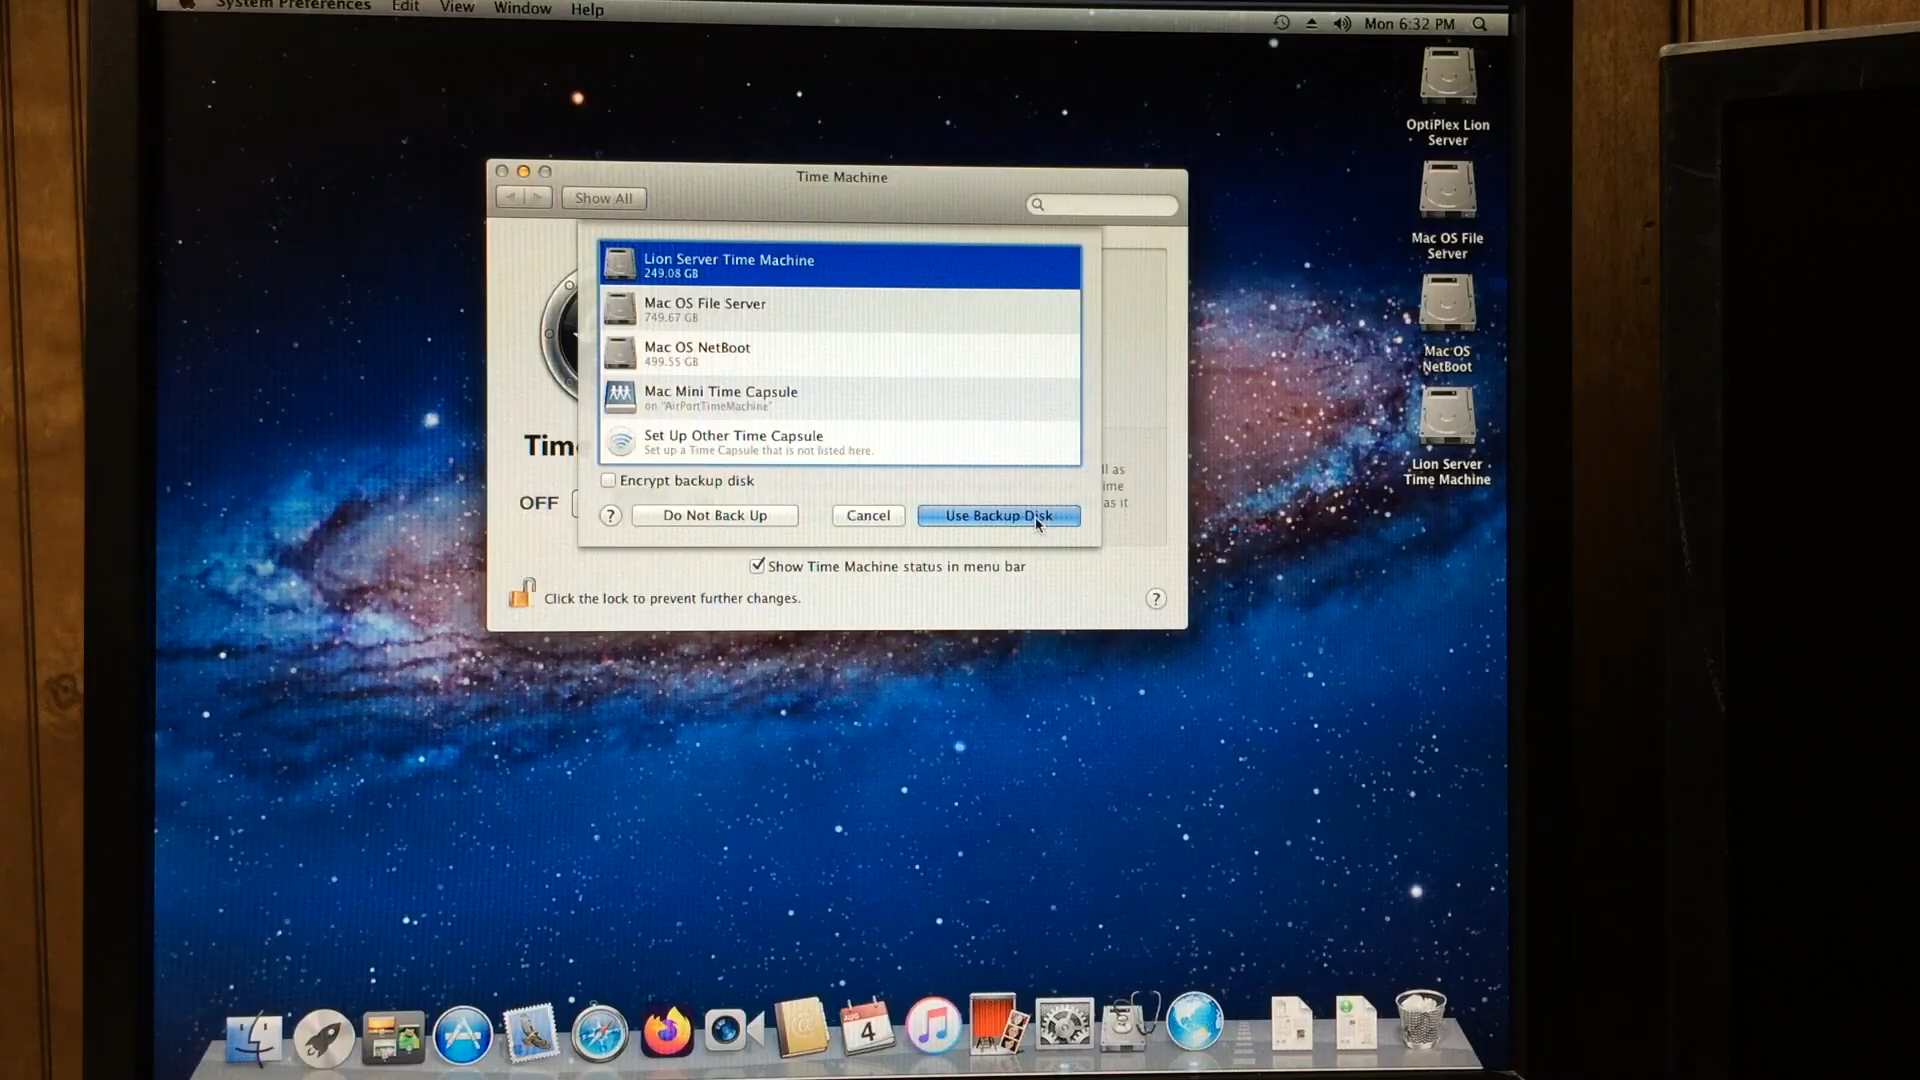 System Preferences Edit View Window Help
Mon 6:32 PM
OptiPlex Lion
Server
Mac OS File
Server
Mac OS
NetBoot
Lion Server
Time Machine
Time Machine
Show All
Lion Server Time Machine
249.08 GB
Mac OS File Server
749.67 GB
Mac OS NetBoot
499.55 GB
Mac Mini Time Capsule
on "AirPortTimeMachine"
Set Up Other Time Capsule
Set up a Time Capsule that is not listed here.
Encrypt backup disk
? Do Not Back Up Cancel Use Backup Disk
Tim
OFF
ll as
ime
as it
Show Time Machine status in menu bar
Click the lock to prevent further changes.
?
AUG
4